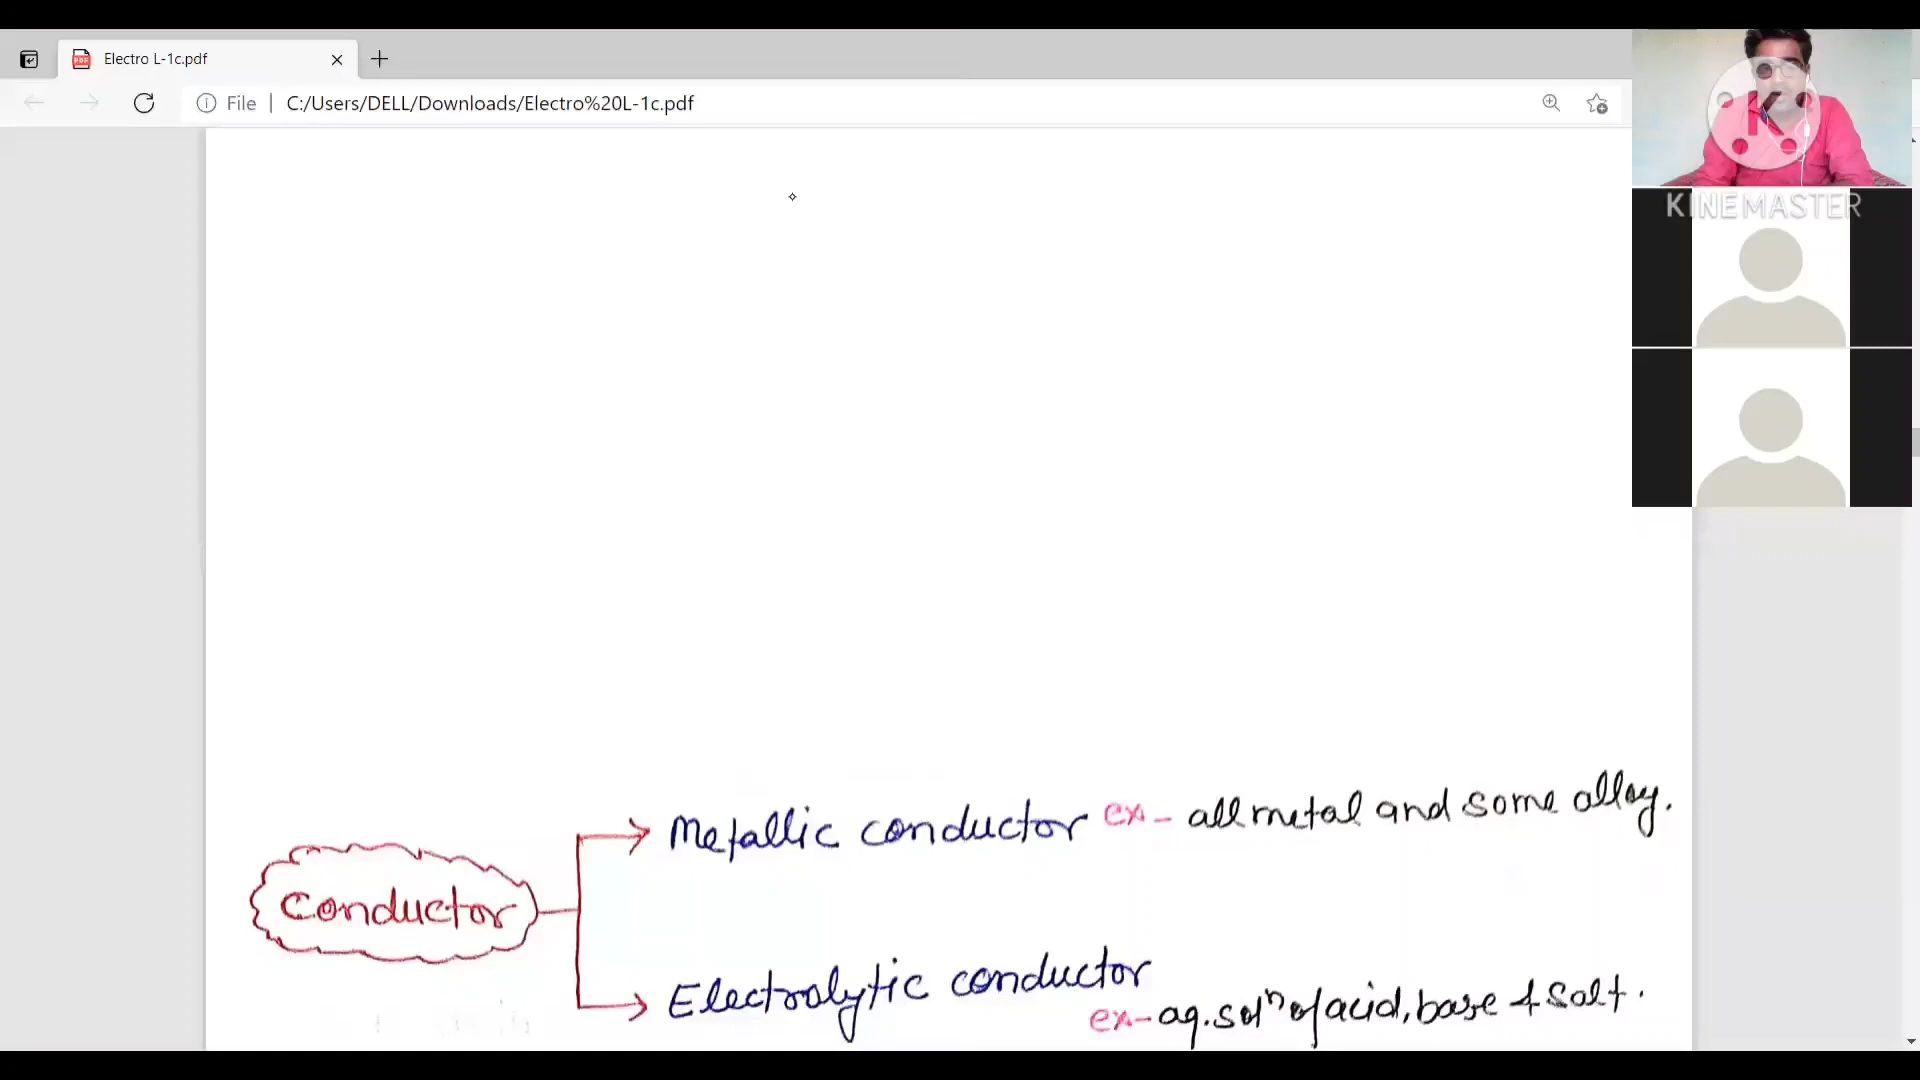 Electro L-1c.pdf
File | C:/Users/DELL/Downloads/Electro%20L-1c.pdf
K
KINEMASTER
Metallic conductor ex- all metal and some alloy.
Conductor
Electrolytic conductor
ex- aq. solⁿ of acid, base & salt.